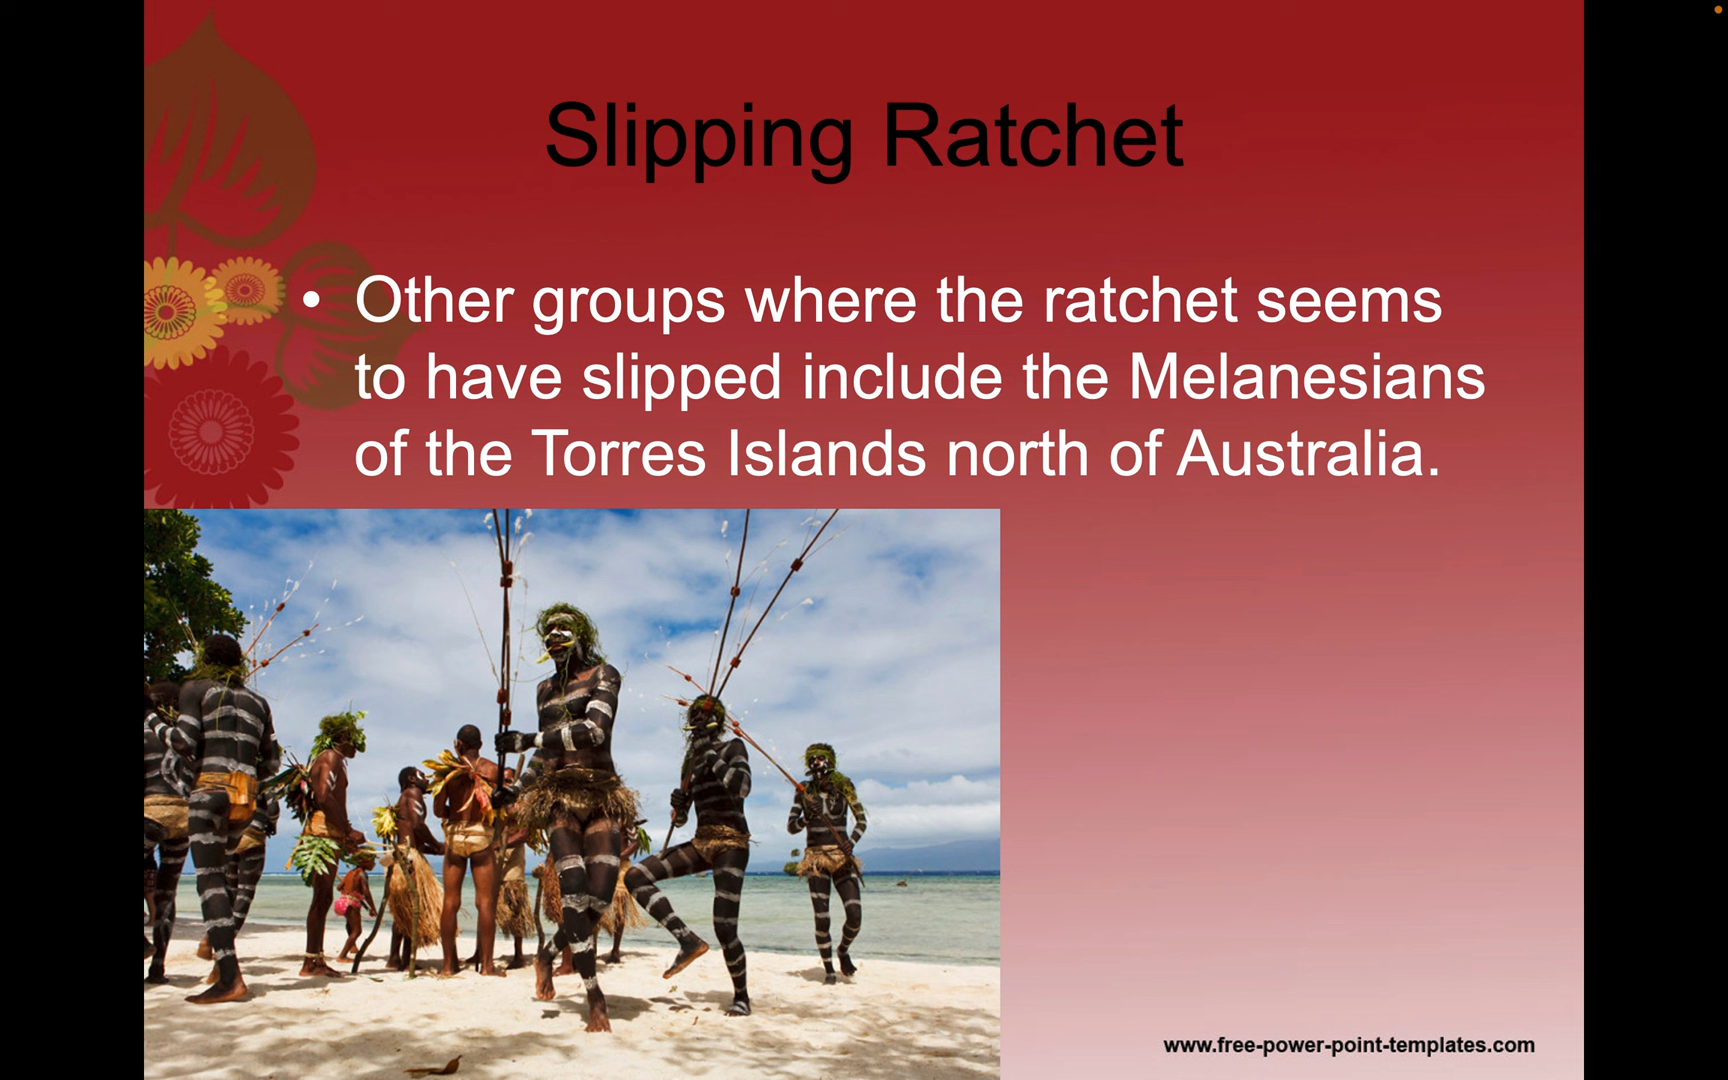 Slipping Ratchet
• Other groups where the ratchet seems
to have slipped include the Melanesians
of the Torres Islands north of Australia.
www.free-power-point-templates.com